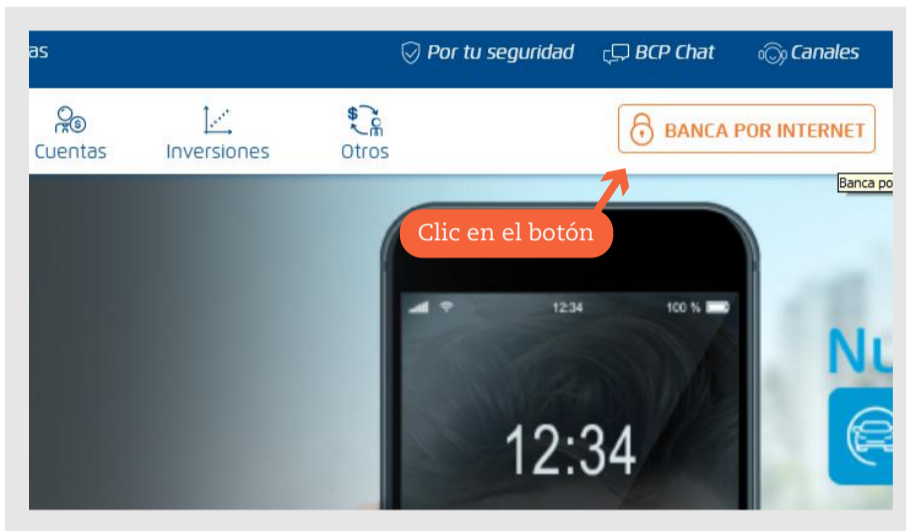 as
Por tu seguridad
BCP Chat
Canales
Cuentas
Inversiones
Otros
BANCA POR INTERNET
Banca po
Clic en el botón
12:34
100 %
Nu
12:34